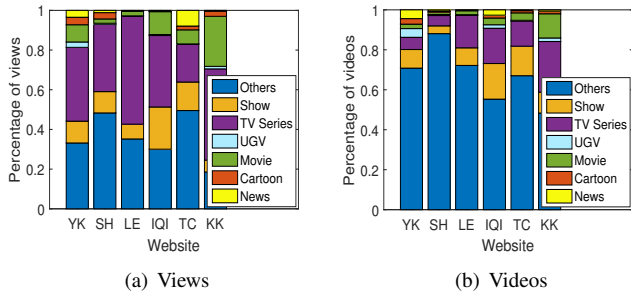 Percentage of views
1
0.8
0.6
0.4
0.2
0
YK SH LE IQI TC KK
Website
Others
Show
TV Series
UGV
Movie
Cartoon
News
(a) Views
Percentage of videos
1
0.8
0.6
0.4
0.2
0
YK SH LE IQI TC KK
Website
Others
Show
TV Series
UGV
Movie
Cartoon
News
(b) Videos